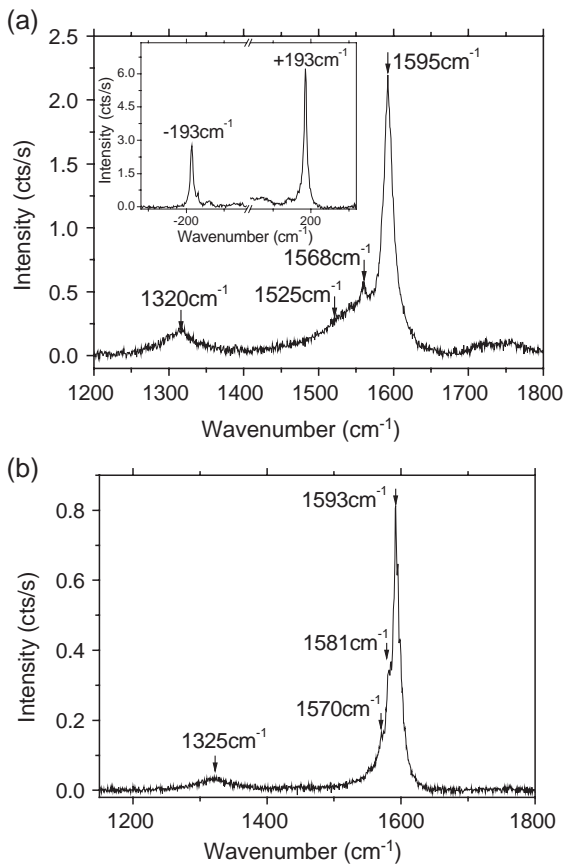 (a)
2.5
2.0
1.5
1.0
0.5
0.0
Intensity (cts/s)
6.0
4.5
3.0
1.5
0.0
Intensity (cts/s)
-193cm⁻¹
+193cm⁻¹
-200
200
Wavenumber (cm⁻¹)
1595cm⁻¹
1568cm⁻¹
1525cm⁻¹
1320cm⁻¹
1200 1300 1400 1500 1600 1700 1800
Wavenumber (cm⁻¹)
(b)
0.8
0.6
0.4
0.2
0.0
Intensity (cts/s)
1593cm⁻¹
1581cm⁻¹
1570cm⁻¹
1325cm⁻¹
1200 1400 1600 1800
Wavenumber (cm⁻¹)